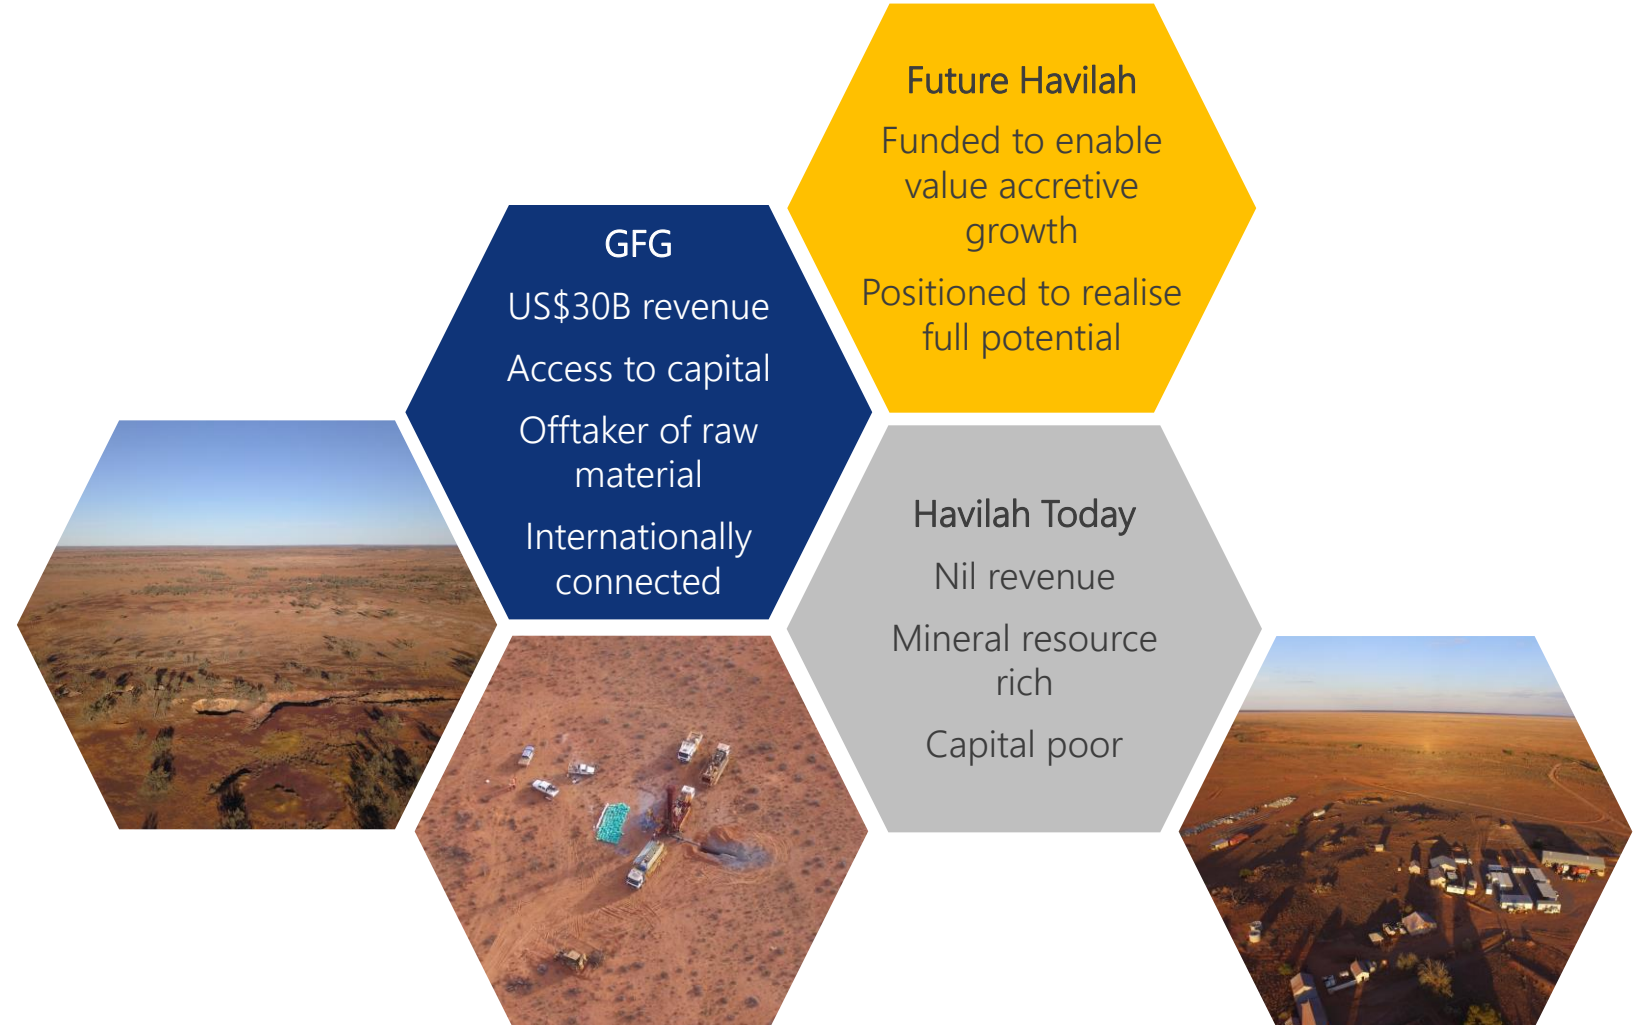 Future Havilah
Funded to enable
value accretive
growth
Positioned to realise
full potential
GFG
US$30B revenue
Access to capital
Offtaker of raw
material
Internationally
connected
Havilah Today
Nil revenue
Mineral resource
rich
Capital poor